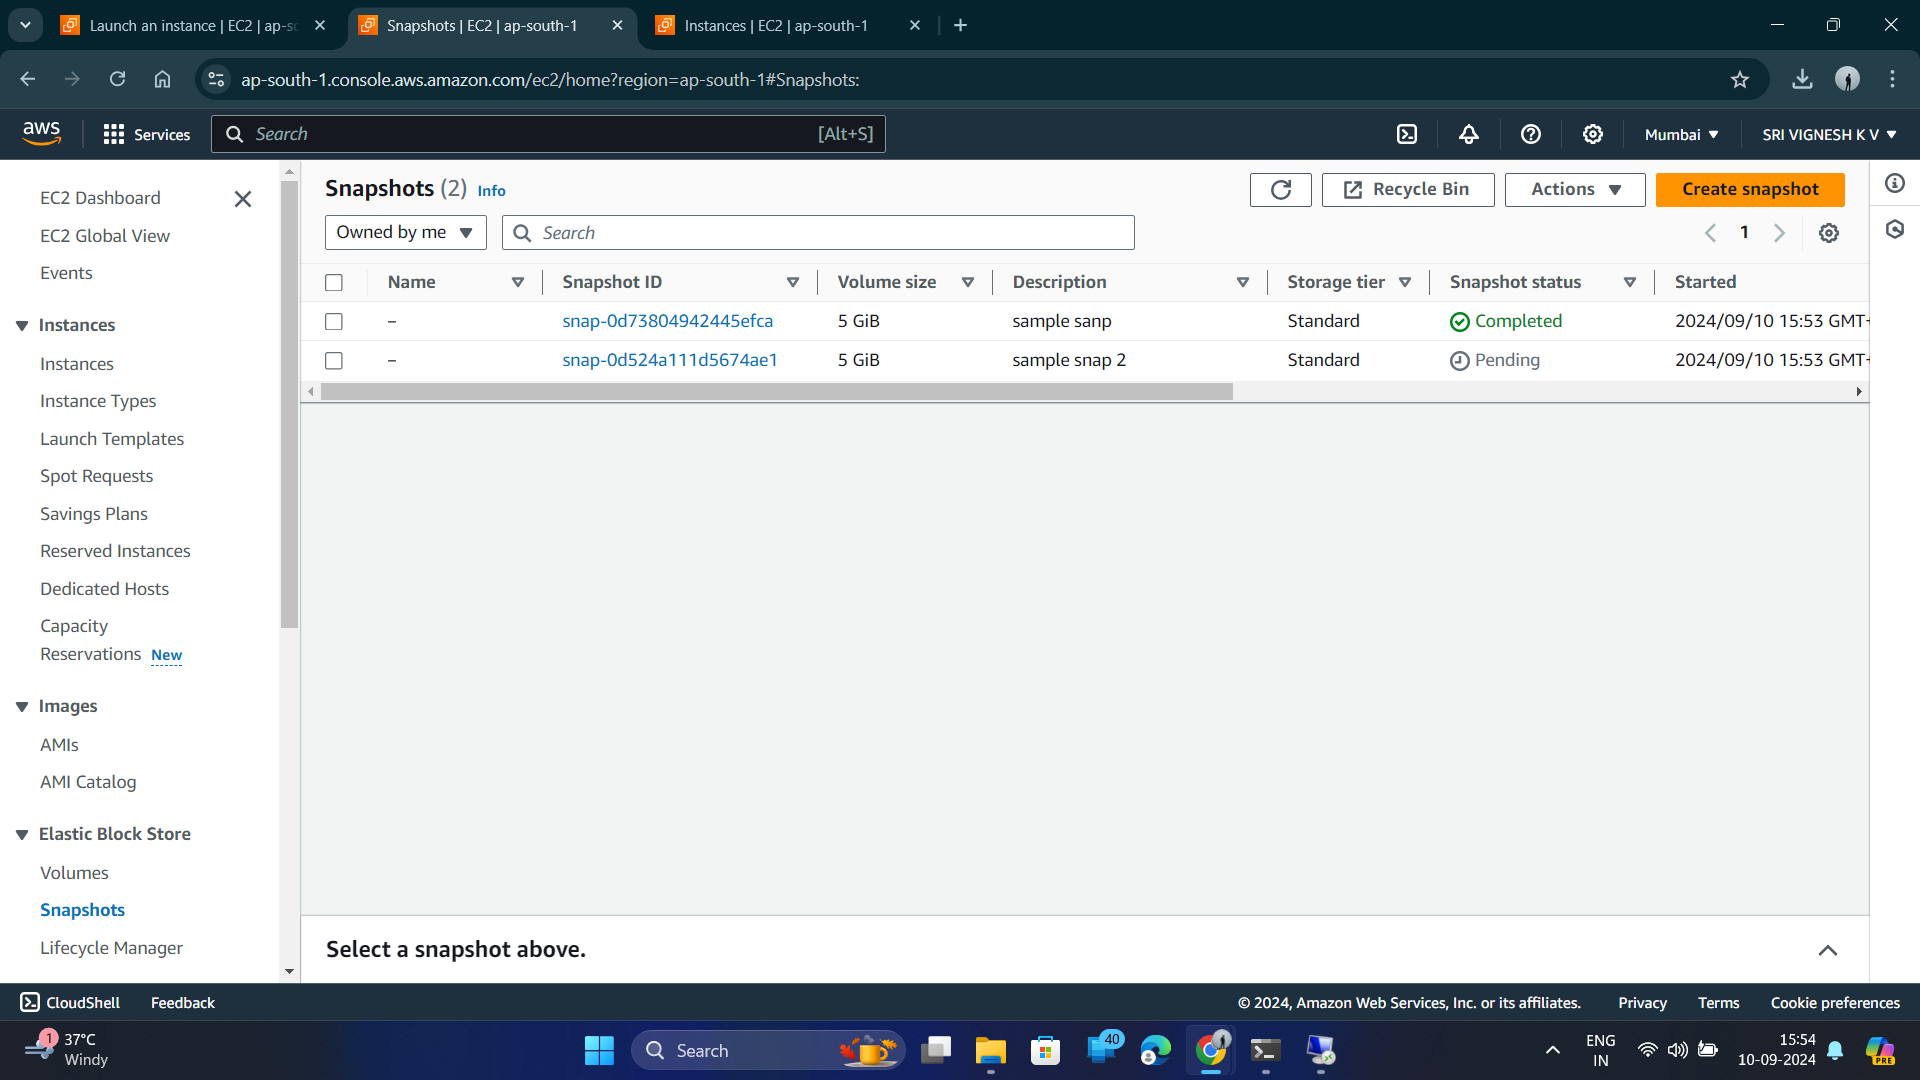 Launch an instance | EC2 | ap-so
Snapshots | EC2 | ap-south-1
Instances | EC2 | ap-south-1
ap-south-1.console.aws.amazon.com/ec2/home?region=ap-south-1#Snapshots:
aws
Services
Search
[Alt+S]
Mumbai
SRI VIGNESH K V
EC2 Dashboard
EC2 Global View
Events
Instances
Instances
Instance Types
Launch Templates
Spot Requests
Savings Plans
Reserved Instances
Dedicated Hosts
Capacity
Reservations New
Images
AMIs
AMI Catalog
Elastic Block Store
Volumes
Snapshots
Lifecycle Manager
Snapshots (2) Info
Recycle Bin
Actions
Create snapshot
Owned by me
Search
1
Name Snapshot ID Volume size Description Storage tier Snapshot status Started
– snap-0d73804942445efca 5 GiB sample sanp Standard Completed 2024/09/10 15:53 GMT+
– snap-0d524a111d5674ae1 5 GiB sample snap 2 Standard Pending 2024/09/10 15:53 GMT+
Select a snapshot above.
CloudShell Feedback
© 2024, Amazon Web Services, Inc. or its affiliates. Privacy Terms Cookie preferences
1
37°C
Windy
Search
40
ENG
IN
15:54
10-09-2024
PRE